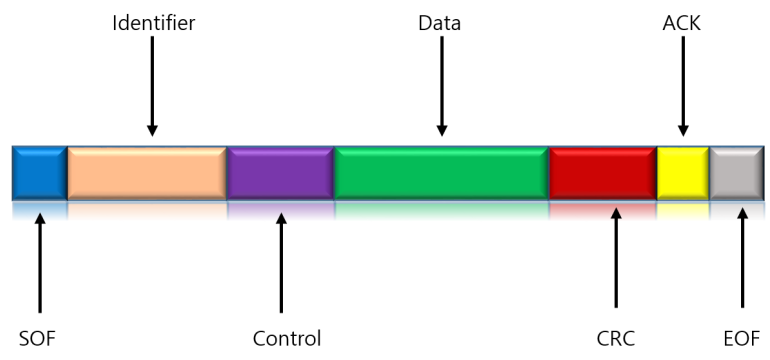 Identifier
Data
ACK
SOF
Control
CRC
EOF